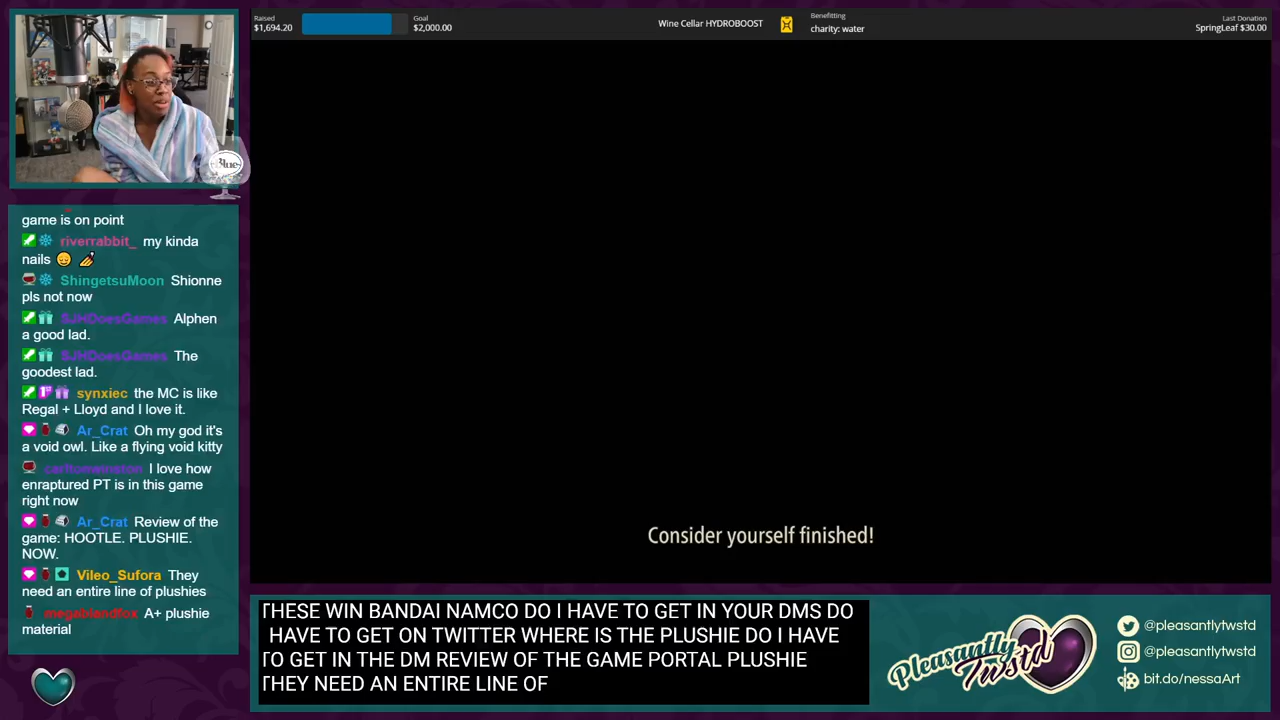 Raised
$1,694.20
Goal
$2,000.00
Wine Cellar HYDROBOOST
Benefitting
charity: water
Last Donation
SpringLeaf $30.00
Blue
game is on point
riverrabbit_ my kinda
nails
ShingetsuMoon Shionne
pls not now
SJHDoesGames Alphen
a good lad.
SJHDoesGames The
goodest lad.
synxiec the MC is like
Regal + Lloyd and I love it.
Ar_Crat Oh my god it's
a void owl. Like a flying void kitty
carltonwinston I love how
enraptured PT is in this game
right now
Ar_Crat Review of the
game: HOOTLE. PLUSHIE.
NOW.
Vileo_Sufora They
need an entire line of plushies
megablandfox A+ plushie
material
Consider yourself finished!
THESE WIN BANDAI NAMCO DO I HAVE TO GET IN YOUR DMS DO
HAVE TO GET ON TWITTER WHERE IS THE PLUSHIE DO I HAVE
TO GET IN THE DM REVIEW OF THE GAME PORTAL PLUSHIE
THEY NEED AN ENTIRE LINE OF
Pleasantly
Twstd
@pleasantlytwstd
@pleasantlytwstd
bit.do/nessaArt